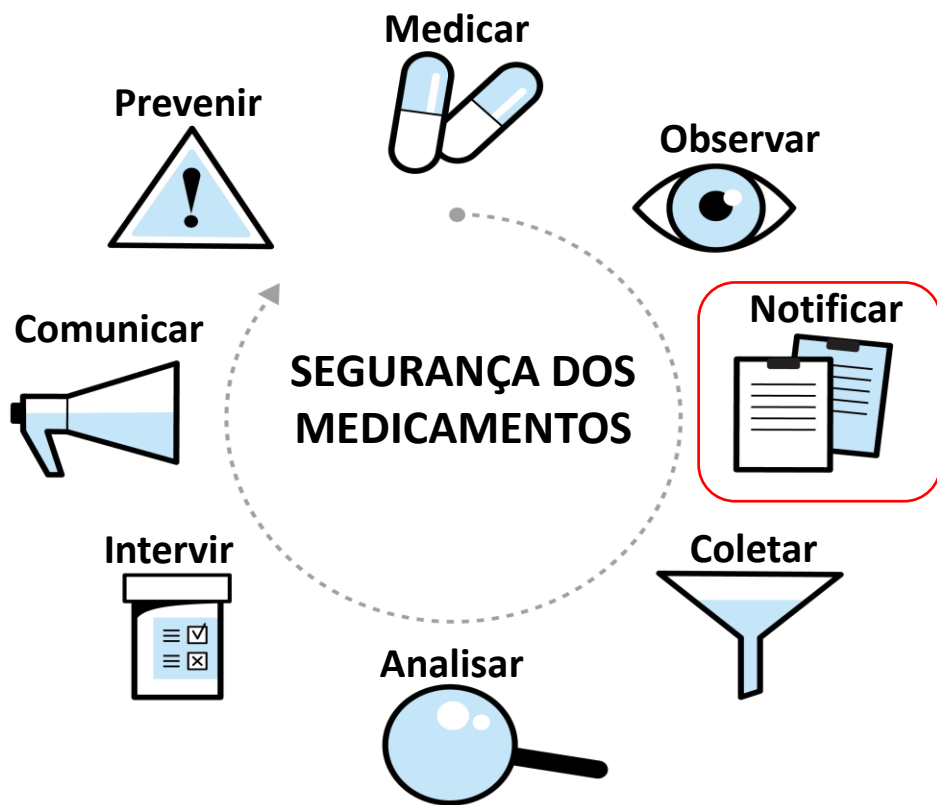 Medicar
Prevenir
Observar
Notificar
Comunicar
SEGURANÇA DOS
MEDICAMENTOS
Intervir
Coletar
Analisar